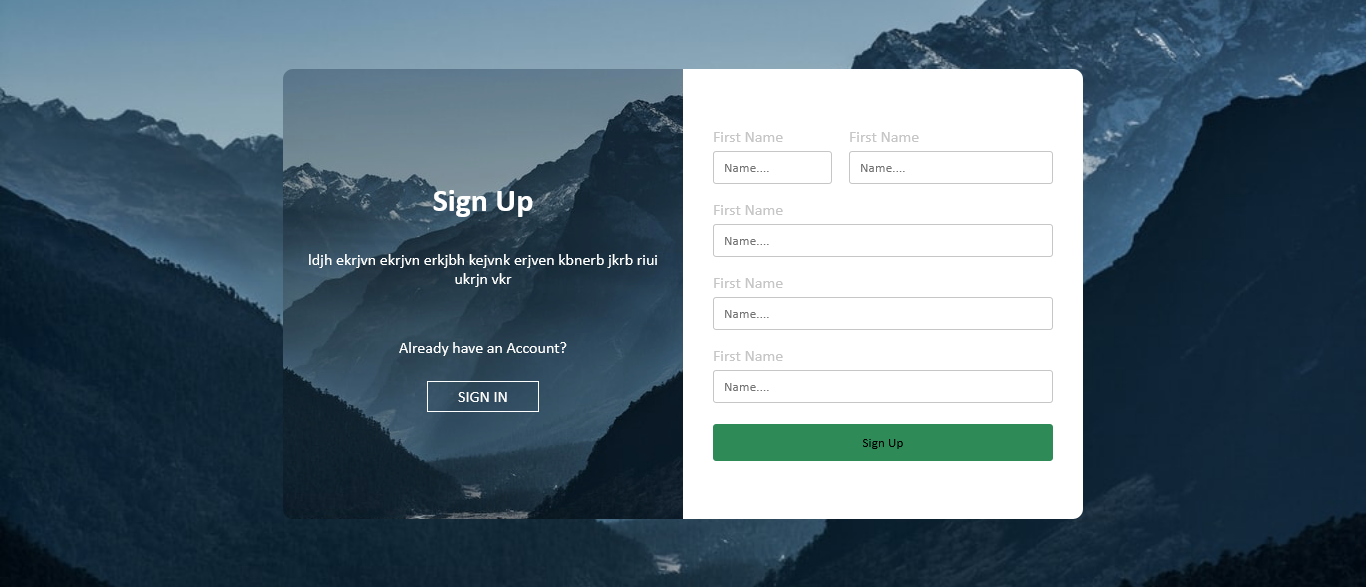 Sign Up
ldjh ekrjvn ekrjvn erkjbh kejvnk erjven kbnerb jkrb riui
ukrjn vkr
Already have an Account?
SIGN IN
First Name First Name
Name.... Name....
First Name
Name....
First Name
Name....
First Name
Name....
Sign Up